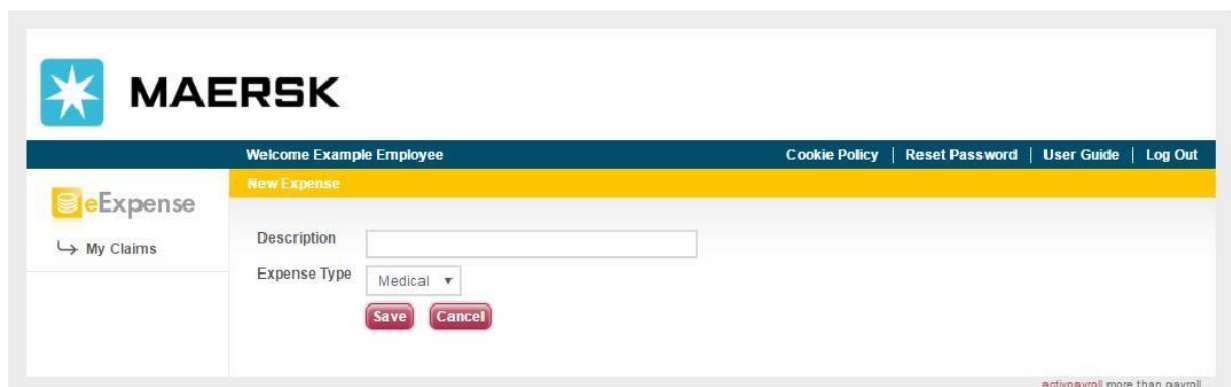 MAERSK
Welcome Example Employee Cookie Policy | Reset Password | User Guide | Log Out
eExpense
My Claims
New Expense
Description
Expense Type Medical
Save Cancel
activpayroll more than payroll